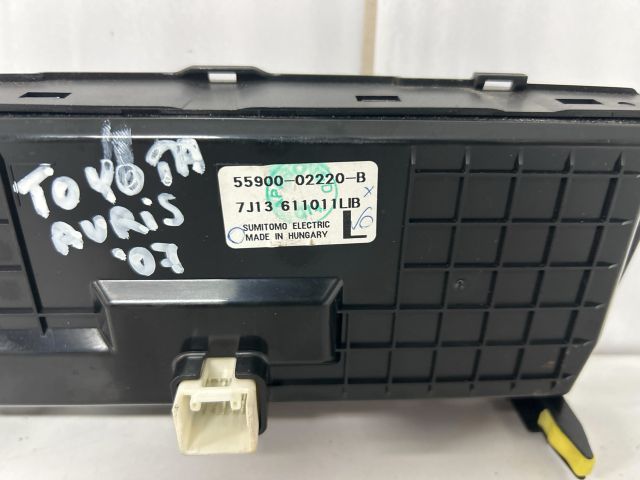 TOYOTA
AURIS
'07
55900-02220-B
7J13 611011LIB
SUMITOMO ELECTRIC
MADE IN HUNGARY
L